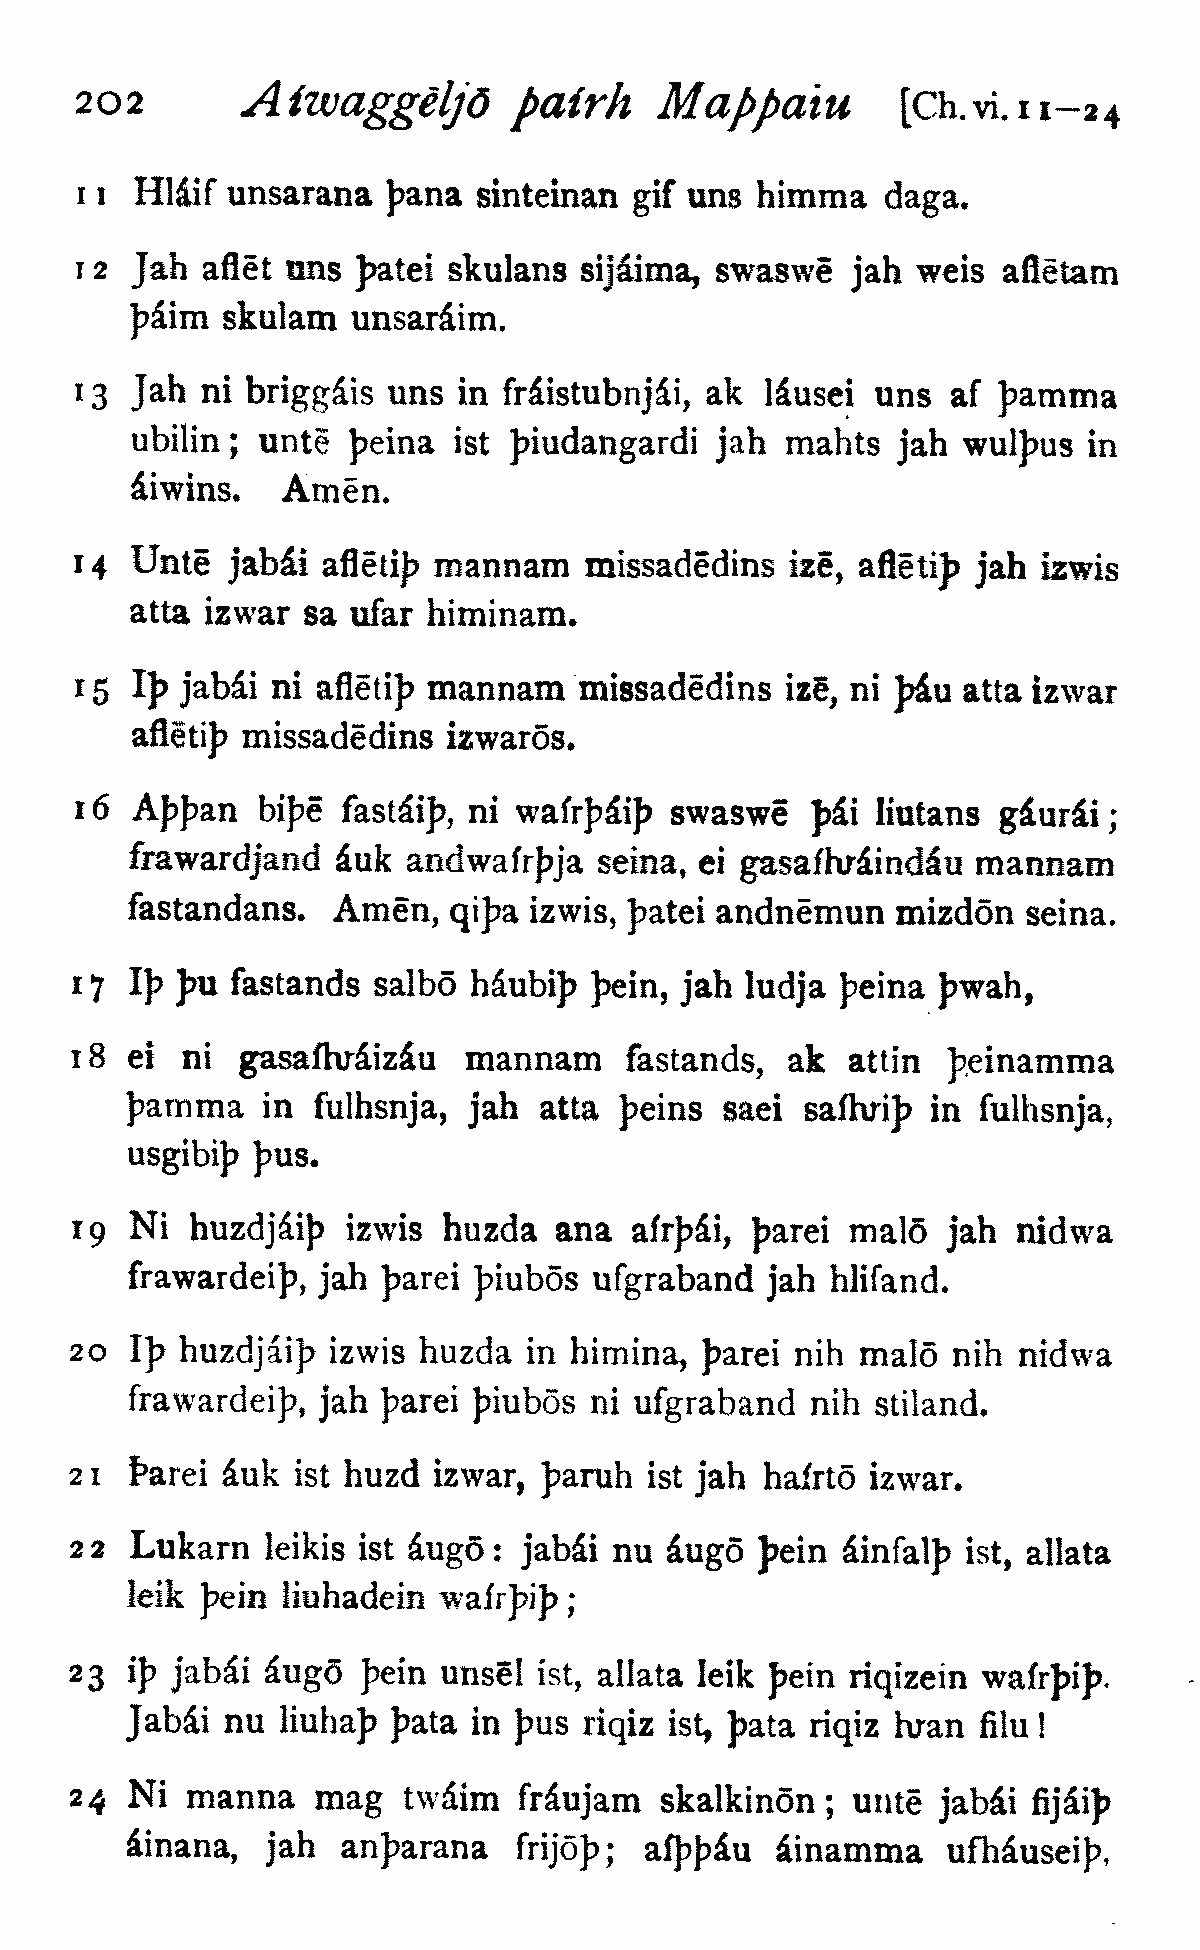 202 Aíwaggēljō þaírh Maþþaiu [Ch. vi. 11—24
11 Hláif unsarana þana sinteinan gif uns himma daga.
12 Jah aflēt uns þatei skulans sijáima, swaswē jah weis aflētam
þáim skulam unsaráim.
13 Jah ni briggáis uns in fráistubnjái, ak láusei uns af þamma
ubilin; untē þeina ist þiudangardi jah mahts jah wulþus in
áiwins. Amēn.
14 Untē jabái aflētiþ mannam missadēdins izē, aflētiþ jah izwis
atta izwar sa ufar himinam.
15 Iþ jabái ni aflētiþ mannam missadēdins izē, ni þáu atta izwar
aflētiþ missadēdins izwarōs.
16 Aþþan biþē fastáiþ, ni waírþáiþ swaswē þái liutans gáurái;
frawardjand áuk andwaírþja seina, ei gasaíƕáindáu mannam
fastandans. Amēn, qiþa izwis, þatei andnēmun mizdōn seina.
17 Iþ þu fastands salbō háubiþ þein, jah ludja þeina þwah,
18 ei ni gasaíƕáizáu mannam fastands, ak attin þeinamma
þamma in fulhsnja, jah atta þeins saei saíƕiþ in fulhsnja,
usgibiþ þus.
19 Ni huzdjáiþ izwis huzda ana aírþái, þarei malō jah nidwa
frawardeiþ, jah þarei þiubōs ufgraband jah hlifand.
20 Iþ huzdjáiþ izwis huzda in himina, þarei nih malō nih nidwa
frawardeiþ, jah þarei þiubōs ni ufgraband nih stiland.
21 Þarei áuk ist huzd izwar, þaruh ist jah haírtō izwar.
22 Lukarn leikis ist áugō: jabái nu áugō þein áinfalþ ist, allata
leik þein liuhadein waírþiþ;
23 iþ jabái áugō þein unsēl ist, allata leik þein riqizein waírþiþ.
Jabái nu liuhaþ þata in þus riqiz ist, þata riqiz ƕan filu!
24 Ni manna mag twáim fráujam skalkinōn; untē jabái fijáiþ
áinana, jah anþarana frijōþ; aíþþáu áinamma ufháuseiþ,